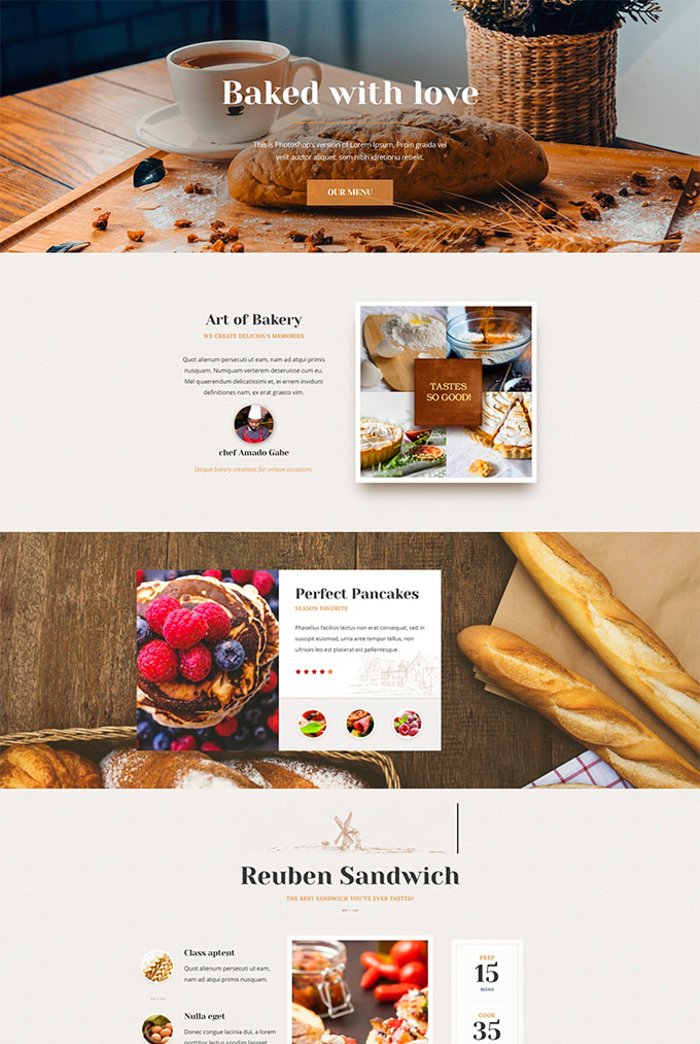 Baked with love
This is Photoshop's version of Lorem Ipsum. Proin graida vel
velit auctor aliquet. sem nibh idretionu rebelit.
OUR MENU
Art of Bakery
WE CREATE DELICIOUS MEMORIES
Quot alienum persecuti ut eam, nam ad atqui primis
nusquam. Numquam verterem deseruisse cum eu.
Mel quaerendum delicatissimi et, ei errem invidunt
definitiones nam, ex erat graeco vim.
chef Amado Gabe
Unique bakery creations for unique occasions.
TASTES
SO GOOD!
Perfect Pancakes
SEASON FAVORITE
Phasellus facilisis lectus non erat consequat, sed in
suscipit euismod, urna ante tempor tellus, non
ultrices leo est placerat est pellentesque.
Reuben Sandwich
THE BEST SANDWICH YOU'VE EVER TASTED!
Class aptent
Quot alienum persecuti ut eam,
nam ad atqui primis nusquam.
Nulla eget
Donec congue lacinia dui, a lorem
porttitor lectus condim laoreet
PREP
15
mins
COOK
35